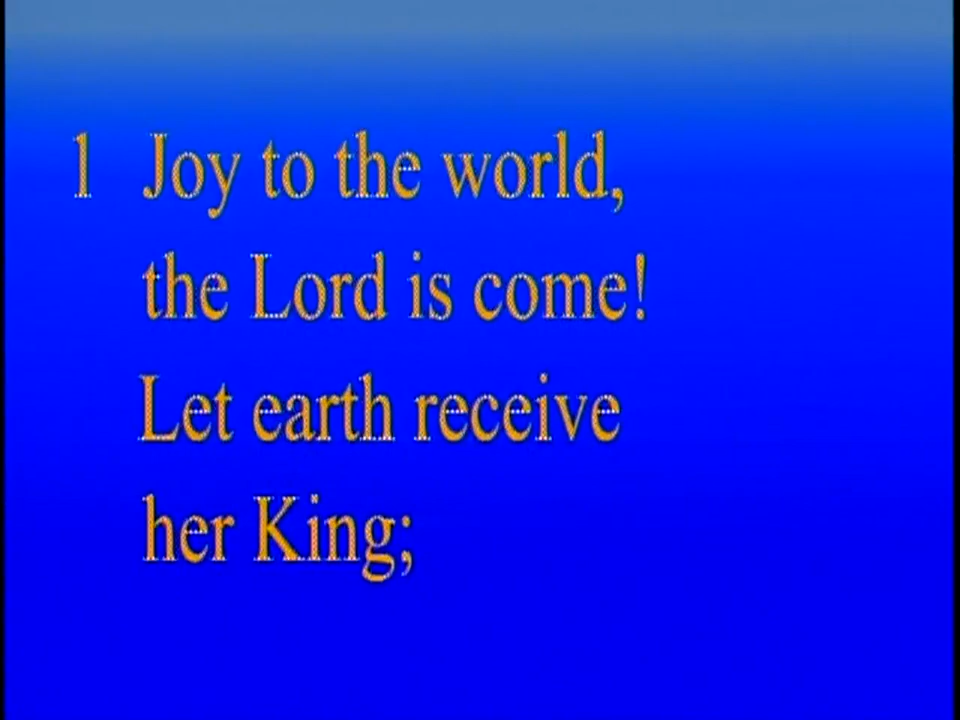 1 Joy to the world,
the Lord is come!
Let earth receive
her King;